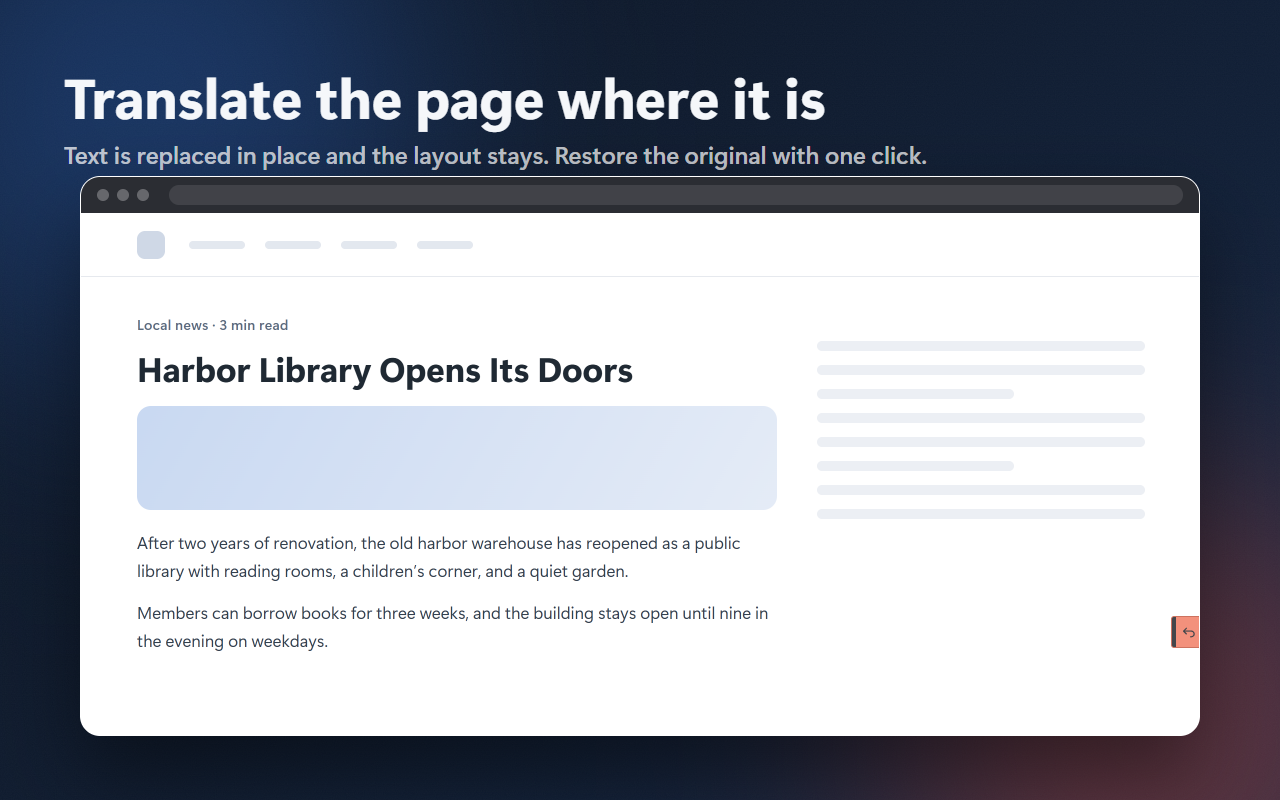 Translate the page where it is
Text is replaced in place and the layout stays. Restore the original with one click.
Local news · 3 min read
Harbor Library Opens Its Doors
After two years of renovation, the old harbor warehouse has reopened as a public
library with reading rooms, a children’s corner, and a quiet garden.
Members can borrow books for three weeks, and the building stays open until nine in
the evening on weekdays.